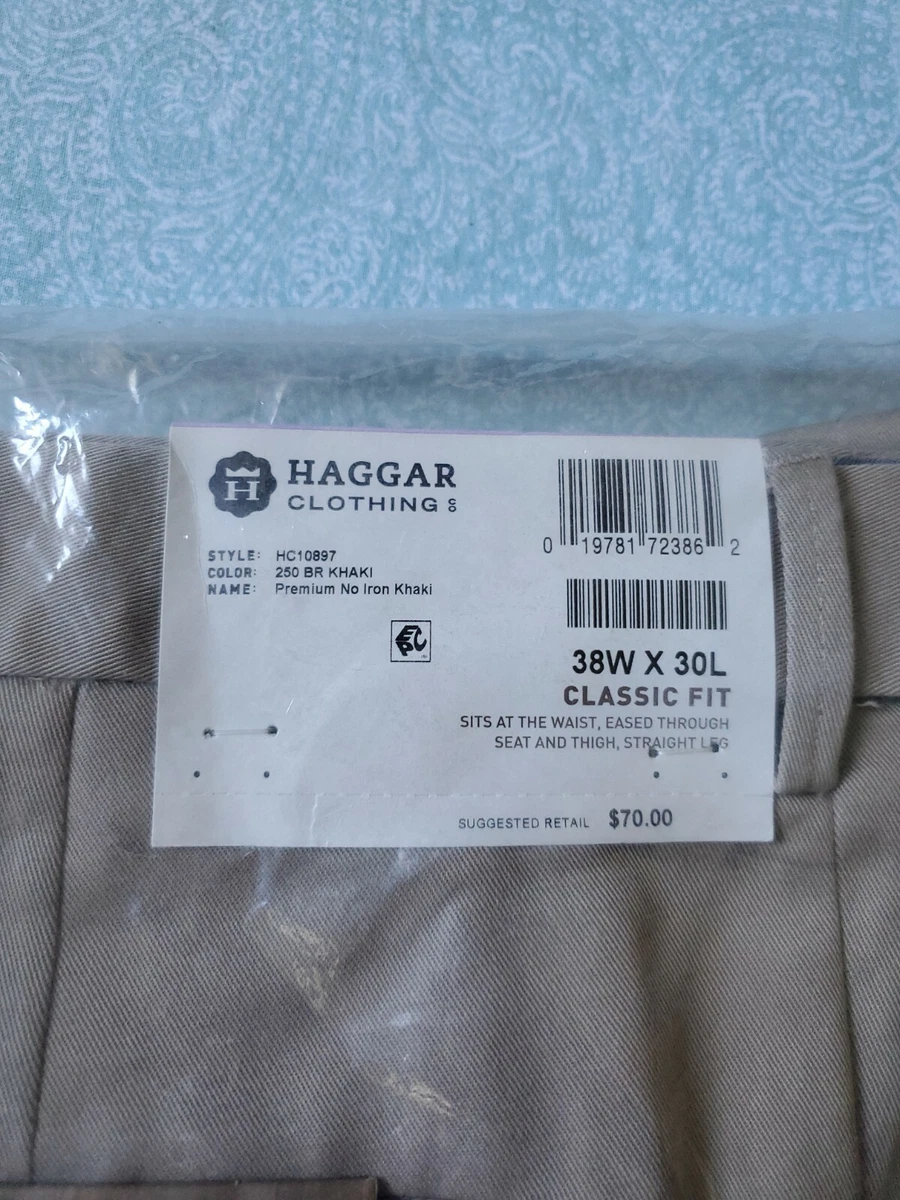 H
HAGGAR
CLOTHING CO
STYLE: HC10897
COLOR: 250 BR KHAKI
NAME: Premium No Iron Khaki
EPC
0 19781 72386 2
38W X 30L
CLASSIC FIT
SITS AT THE WAIST, EASED THROUGH
SEAT AND THIGH, STRAIGHT LEG
SUGGESTED RETAIL $70.00